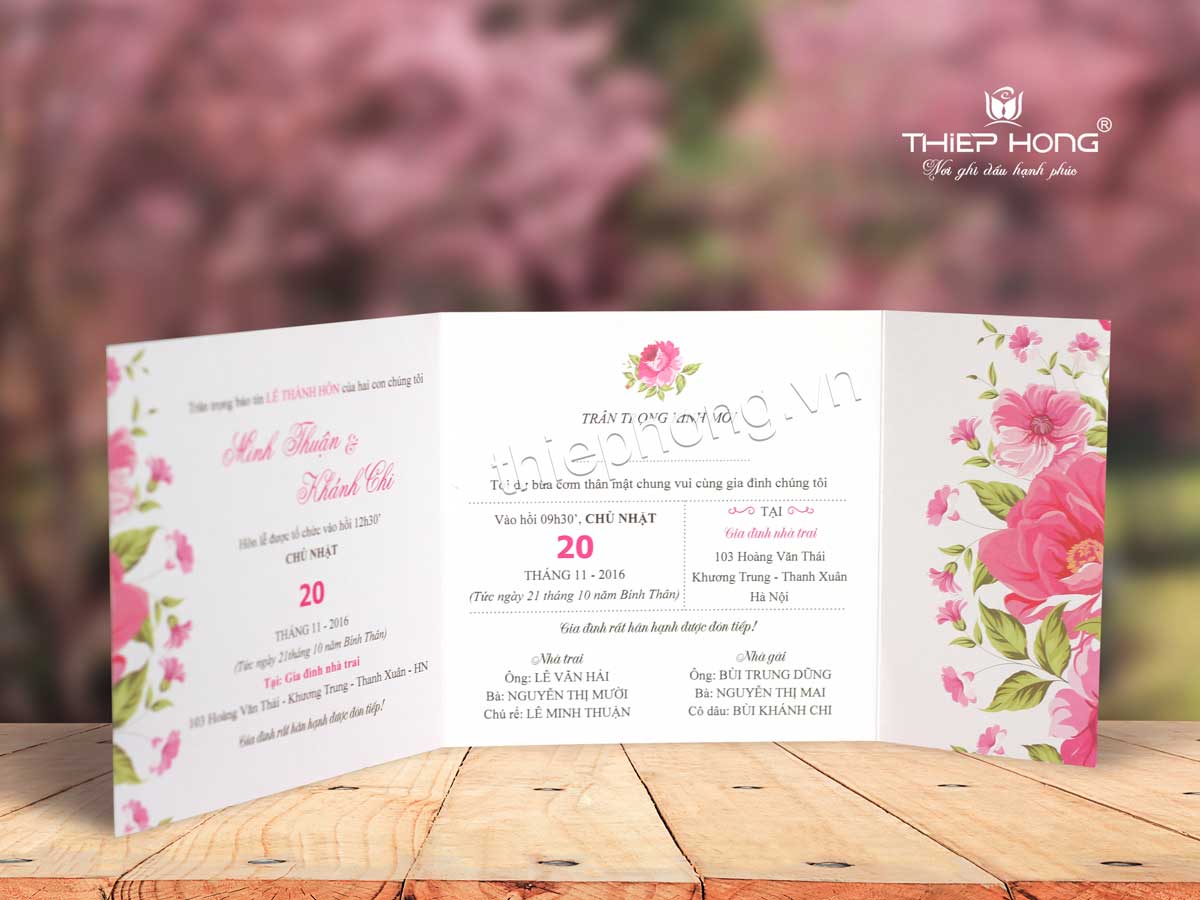 THiEP HONG®
Nơi ghi dấu hạnh phúc
Trân trọng báo tin LỄ THÀNH HÔN của hai con chúng tôi
Minh Thuận &
Khánh Chi
Hôn lễ được tổ chức vào hồi 12h30'
CHỦ NHẬT
20
THÁNG 11 - 2016
(Tức ngày 21tháng 10 năm Bính Thân)
Tại: Gia đình nhà trai
103 Hoàng Văn Thái - Khương Trung - Thanh Xuân - HN
Gia đình rất hân hạnh được đón tiếp!
TRÂN TRỌNG KÍNH MỜI
thiephong.vn
Tới dự bữa cơm thân mật chung vui cùng gia đình chúng tôi
Vào hồi 09h30', CHỦ NHẬT
20
THÁNG 11 - 2016
(Tức ngày 21 tháng 10 năm Bính Thân)
TẠI
Gia đình nhà trai
103 Hoàng Văn Thái
Khương Trung - Thanh Xuân
Hà Nội
Gia đình rất hân hạnh được đón tiếp!
Nhà trai
Ông: LÊ VĂN HẢI
Bà: NGUYỄN THỊ MƯỜI
Chú rể: LÊ MINH THUẬN
Nhà gái
Ông: BÙI TRUNG DŨNG
Bà: NGUYỄN THỊ MAI
Cô dâu: BÙI KHÁNH CHI